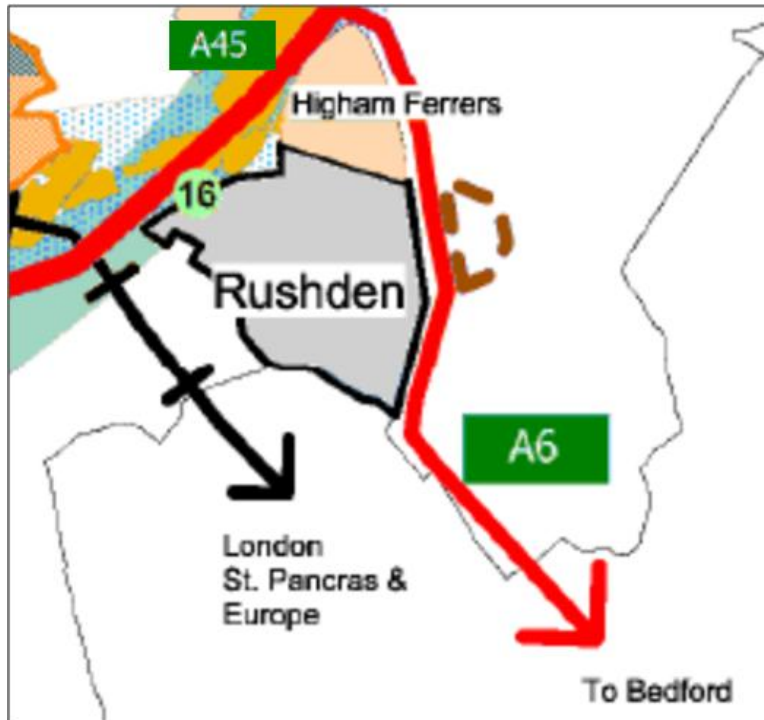 A45
Higham Ferrers
16
Rushden
A6
London
St. Pancras &
Europe
To Bedford